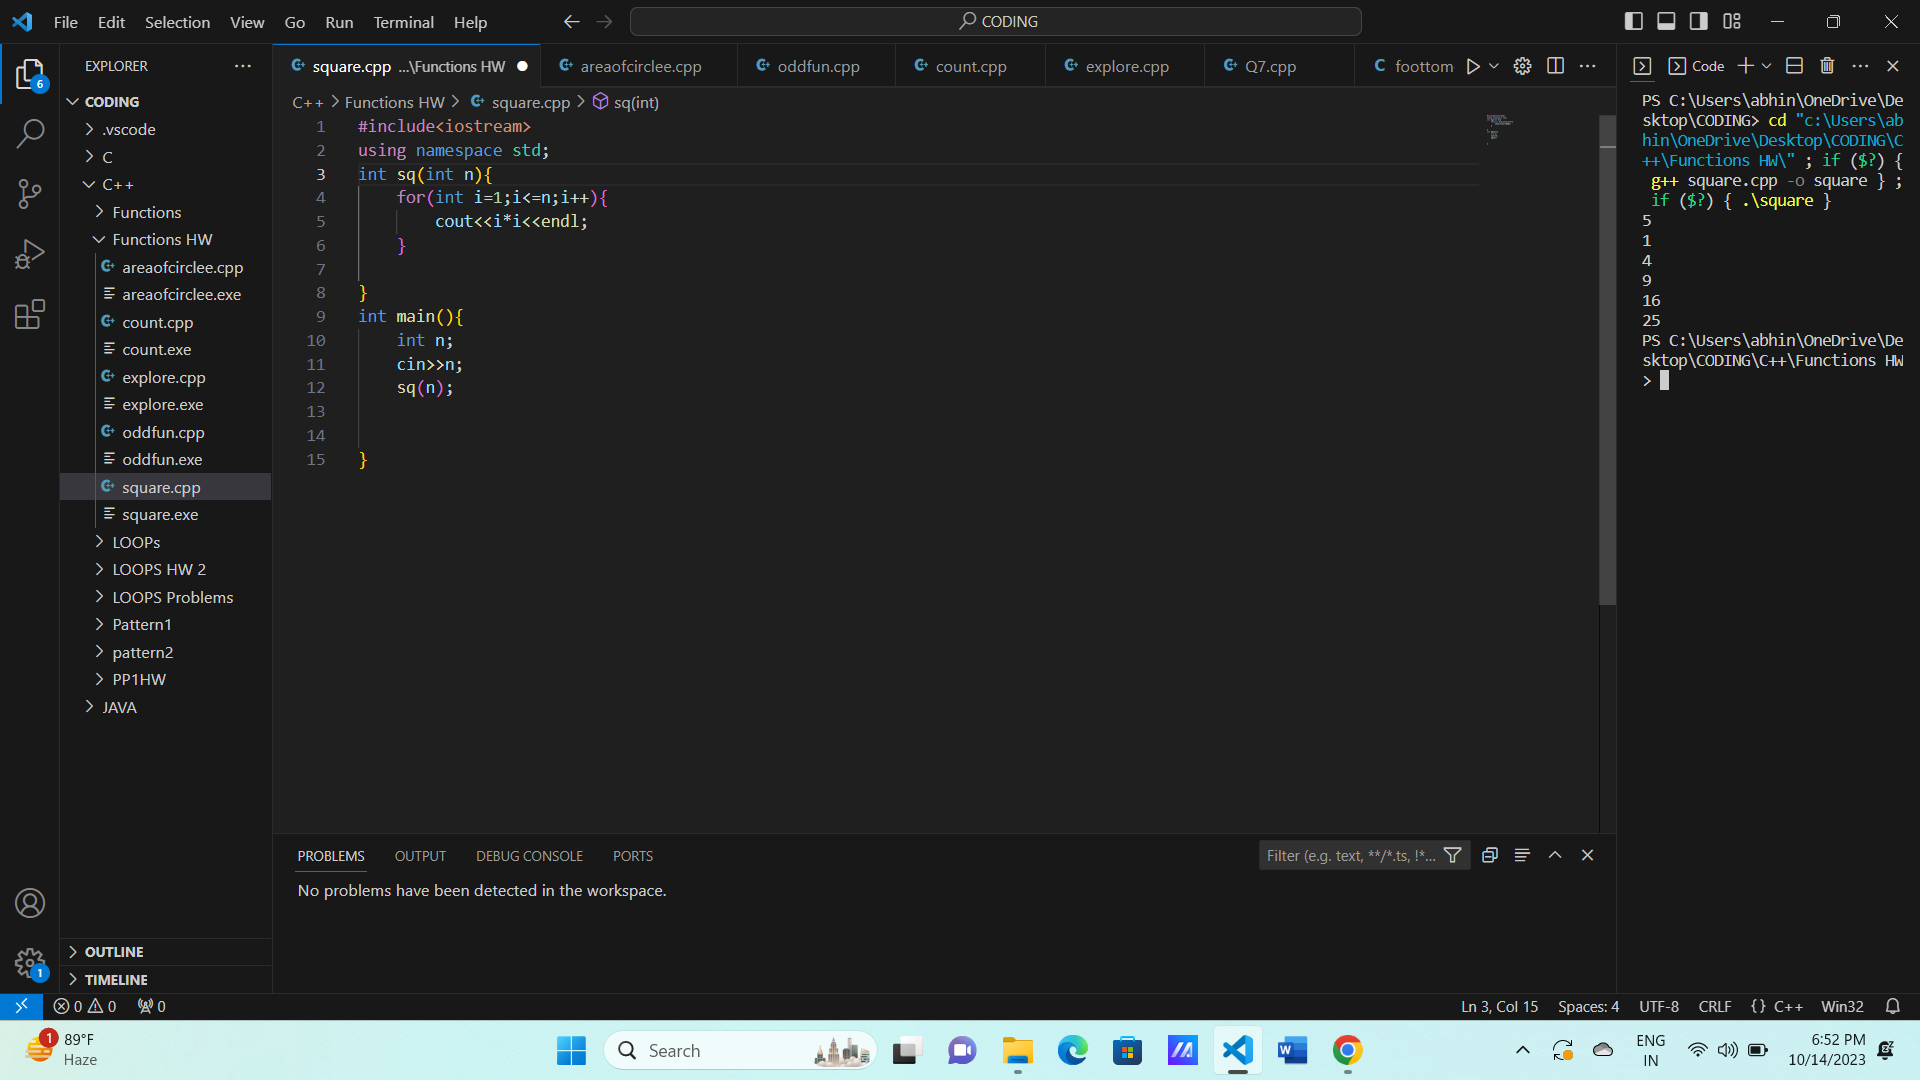 File Edit Selection View Go Run Terminal Help
CODING
EXPLORER
CODING
.vscode
C
C++
Functions
Functions HW
areaofcirclee.cpp
areaofcirclee.exe
count.cpp
count.exe
explore.cpp
explore.exe
oddfun.cpp
oddfun.exe
square.cpp
square.exe
LOOPs
LOOPS HW 2
LOOPS Problems
Pattern1
pattern2
PP1HW
JAVA
OUTLINE
TIMELINE
6
1
square.cpp ...\Functions HW
areaofcirclee.cpp
oddfun.cpp
count.cpp
explore.cpp
Q7.cpp
C foottom
C++ > Functions HW > square.cpp > sq(int)
1 #include<iostream>
2 using namespace std;
3 int sq(int n){
4 for(int i=1;i<=n;i++){
5 cout<<i*i<<endl;
6 }
7
8 }
9 int main(){
10 int n;
11 cin>>n;
12 sq(n);
13
14
15 }
PROBLEMS OUTPUT DEBUG CONSOLE PORTS
Filter (e.g. text, **/*.ts, !*...
No problems have been detected in the workspace.
Code
PS C:\Users\abhin\OneDrive\De
sktop\CODING> cd "c:\Users\ab
hin\OneDrive\Desktop\CODING\C
++\Functions HW\" ; if ($?) {
g++ square.cpp -o square } ;
if ($?) { .\square }
5
1
4
9
16
25
PS C:\Users\abhin\OneDrive\De
sktop\CODING\C++\Functions HW
>
0 0 0
Ln 3, Col 15 Spaces: 4 UTF-8 CRLF {} C++ Win32
1
89°F
Haze
Search
ENG
IN
6:52 PM
10/14/2023